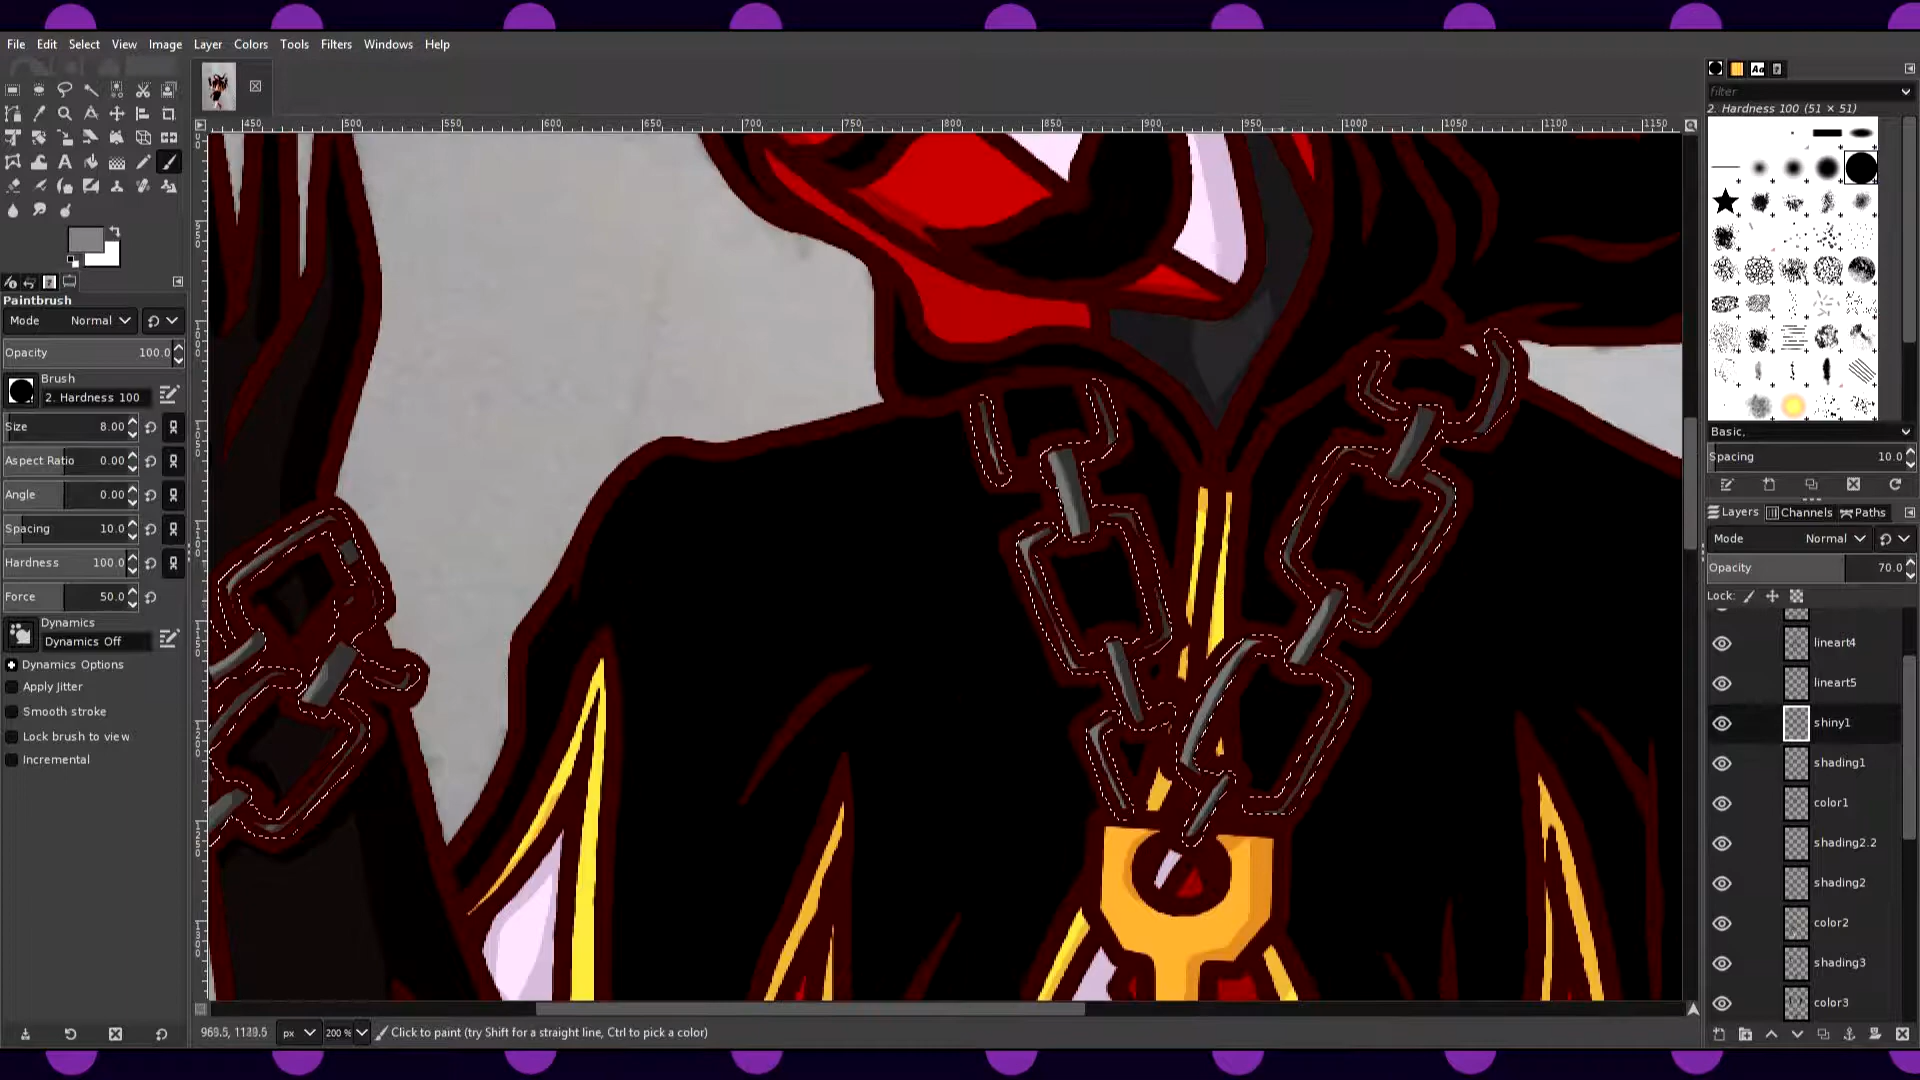 File Edit Select View Image Layer Colors Tools Filters Windows Help
filter
2. Hardness 100 (51 × 51)
450 500 550 600 650 700 750 800 850 900 950 1000 1050 1100 1150
Paintbrush
Mode Normal
Opacity 100.0
Brush
2. Hardness 100
Size 8.00
Aspect Ratio 0.00
Angle 0.00
Spacing 10.0
Hardness 100.0
Force 50.0
Dynamics
Dynamics Off
Dynamics Options
Apply Jitter
Smooth stroke
Lock brush to view
Incremental
Basic,
Spacing 10.0
Layers Channels Paths
Mode Normal
Opacity 70.0
Lock:
lineart4
lineart5
shiny1
shading1
color1
shading2.2
shading2
color2
shading3
color3
px 200 % Click to paint (try Shift for a straight line, Ctrl to pick a color)